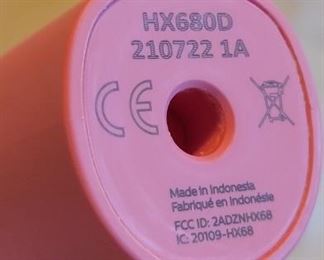 HX680D
210722 1A
CE
Made in Indonesia
Fabriqué en Indonésie
FCC ID: 2ADZNHX68
IC: 20109-HX68